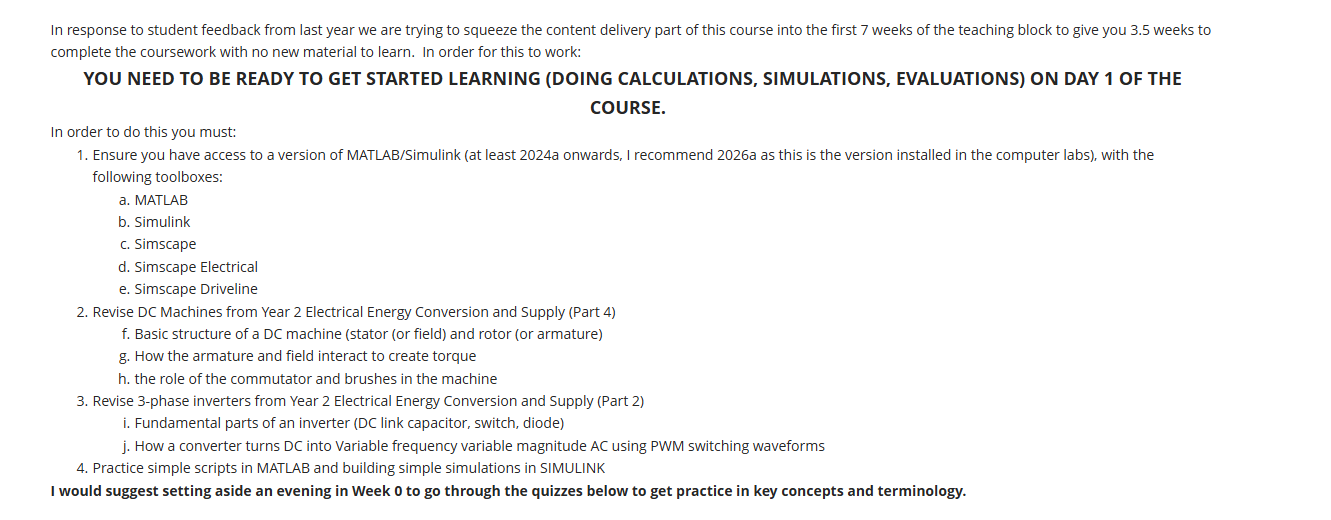 In response to student feedback from last year we are trying to squeeze the content delivery part of this course into the first 7 weeks of the teaching block to give you 3.5 weeks to
complete the coursework with no new material to learn.  In order for this to work:
YOU NEED TO BE READY TO GET STARTED LEARNING (DOING CALCULATIONS, SIMULATIONS, EVALUATIONS) ON DAY 1 OF THE
COURSE.
In order to do this you must:
1. Ensure you have access to a version of MATLAB/Simulink (at least 2024a onwards, I recommend 2026a as this is the version installed in the computer labs), with the
following toolboxes:
a. MATLAB
b. Simulink
c. Simscape
d. Simscape Electrical
e. Simscape Driveline
2. Revise DC Machines from Year 2 Electrical Energy Conversion and Supply (Part 4)
f. Basic structure of a DC machine (stator (or field) and rotor (or armature)
g. How the armature and field interact to create torque
h. the role of the commutator and brushes in the machine
3. Revise 3-phase inverters from Year 2 Electrical Energy Conversion and Supply (Part 2)
i. Fundamental parts of an inverter (DC link capacitor, switch, diode)
j. How a converter turns DC into Variable frequency variable magnitude AC using PWM switching waveforms
4. Practice simple scripts in MATLAB and building simple simulations in SIMULINK
I would suggest setting aside an evening in Week 0 to go through the quizzes below to get practice in key concepts and terminology.